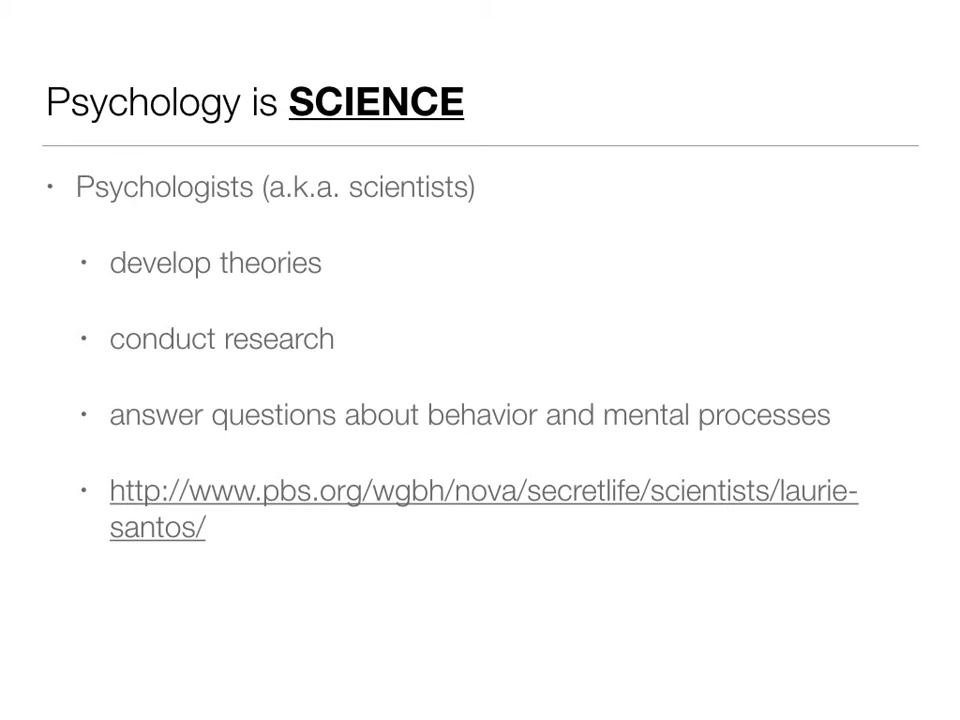 Psychology is SCIENCE
• Psychologists (a.k.a. scientists)
• develop theories
• conduct research
• answer questions about behavior and mental processes
• http://www.pbs.org/wgbh/nova/secretlife/scientists/laurie-
santos/